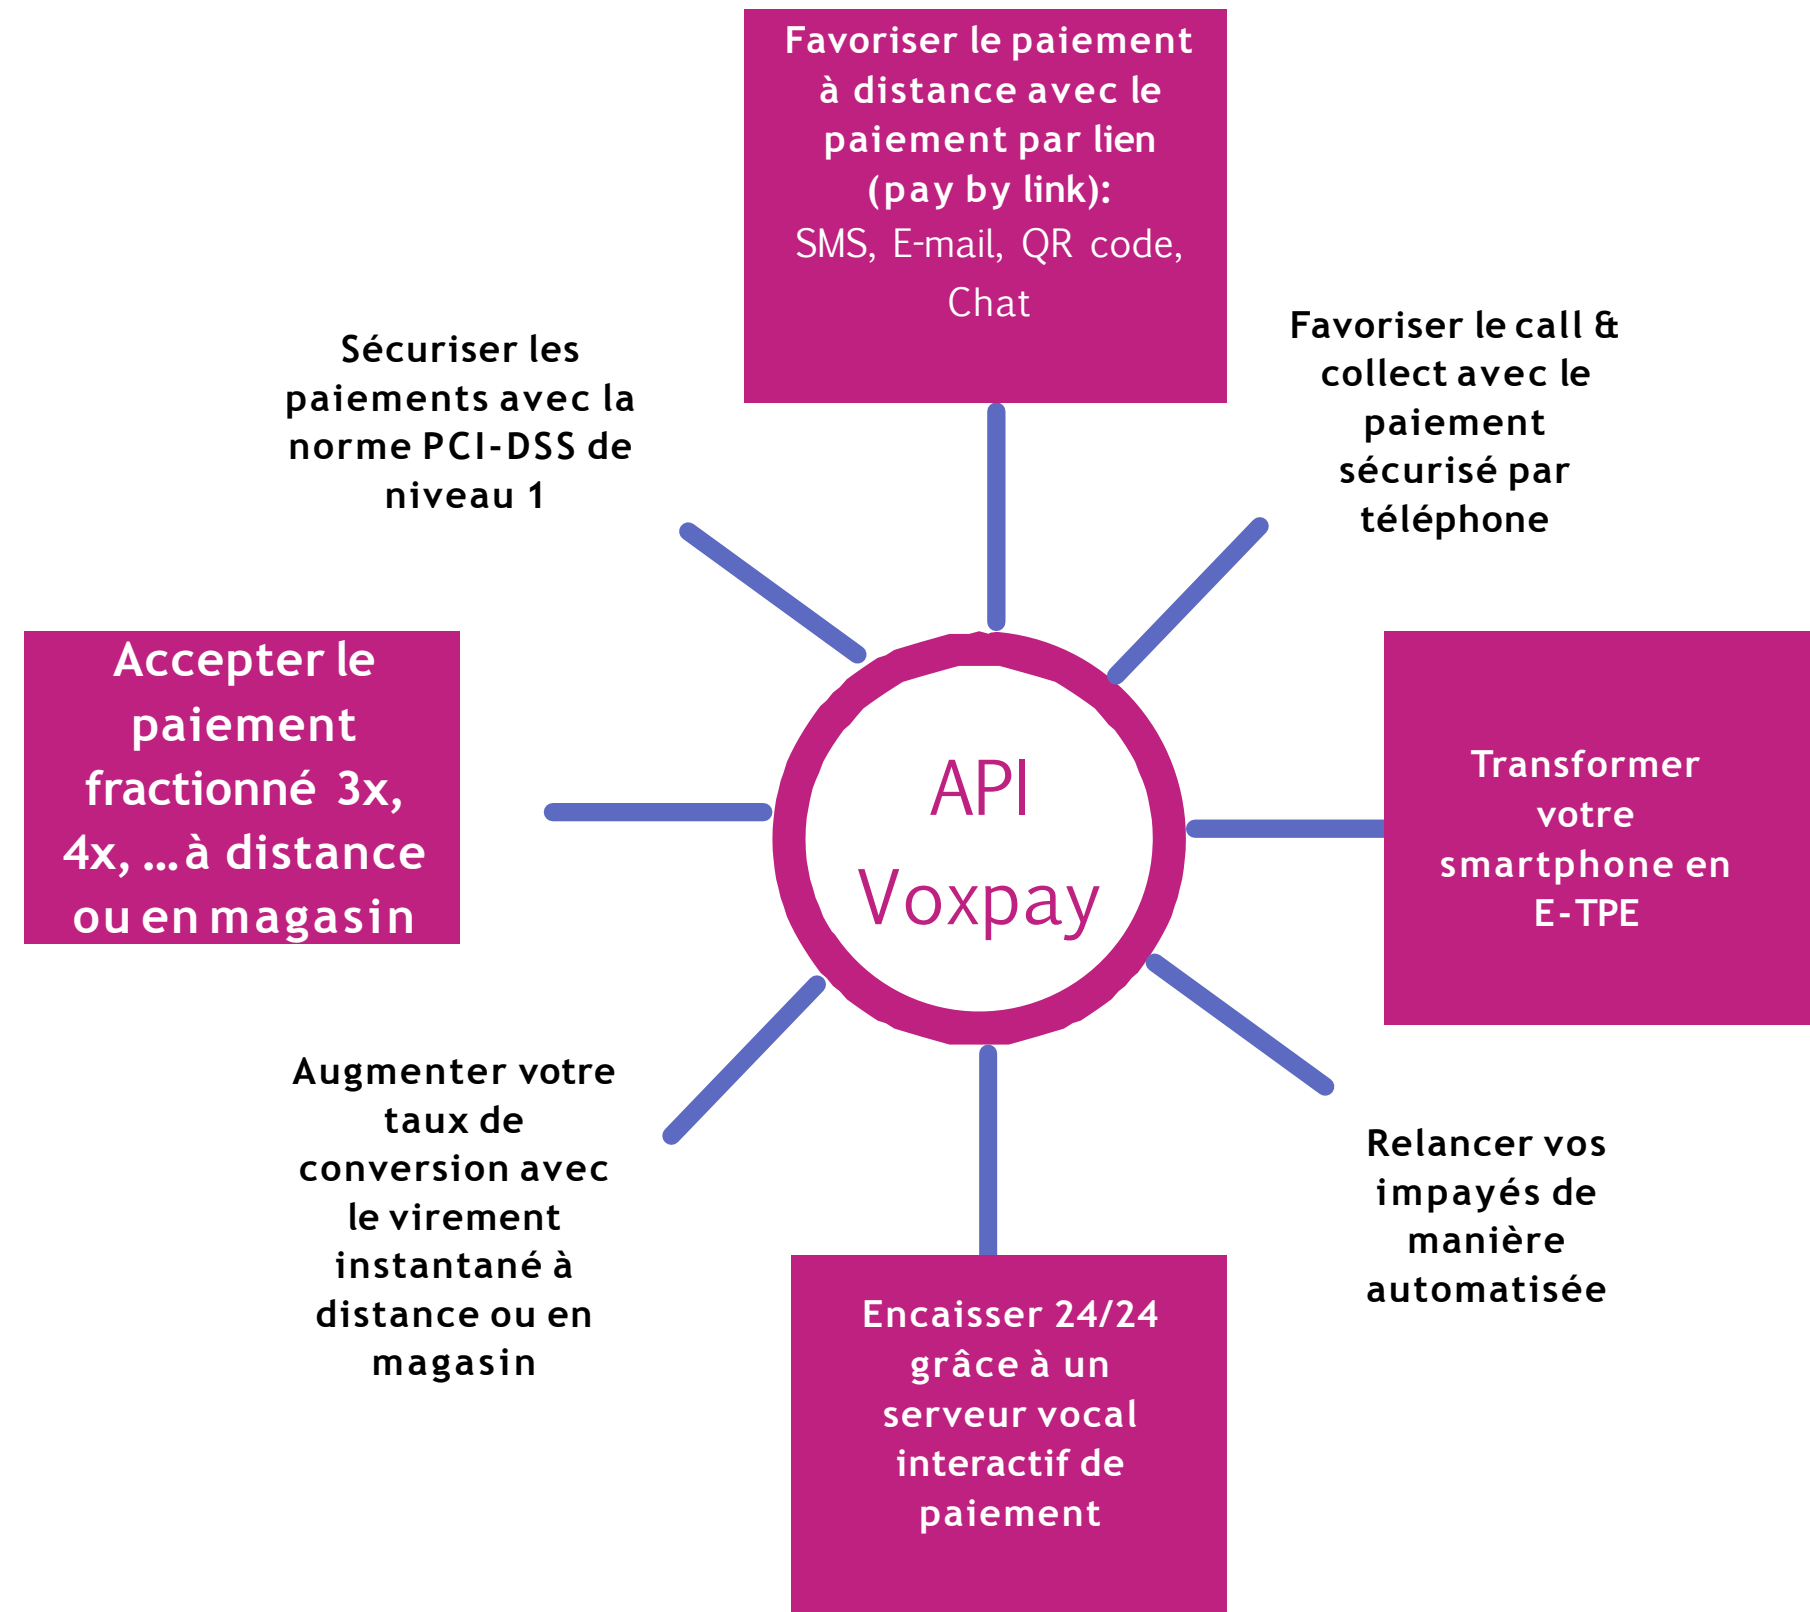 Favoriser le paiement
à distance avec le
paiement par lien
(pay by link):
SMS, E-mail, QR code,
Chat
Sécuriser les
paiements avec la
norme PCI-DSS de
niveau 1
Favoriser le call &
collect avec le
paiement
sécurisé par
téléphone
Accepter le
paiement
fractionné 3x,
4x, ...à distance
ou en magasin
API
Voxpay
Transformer
votre
smartphone en
E-TPE
Augmenter votre
taux de
conversion avec
le virement
instantané à
distance ou en
magasin
Relancer vos
impayés de
manière
automatisée
Encaisser 24/24
grâce à un
serveur vocal
interactif de
paiement